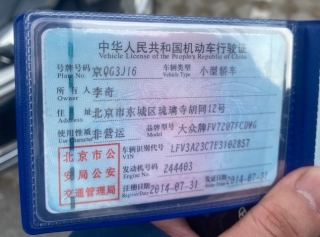 中华人民共和国机动车行驶证
Vehicle License of the People's Republic of China
号牌号码 京QG3J16 车辆类型 小型轿车
Plate No. Vehicle Type
所有人 李奇
Owner
住址 北京市东城区琉璃寺胡同12号
Address
使用性质 非营运 品牌型号 大众牌FV7207FCDWG
Use Character Model
北京市公 车辆识别代号 LFV3A23C7E3102857
VIN
安局公安 发动机号码 244403
Engine No.
交通管理局 注册日期 2014-07-31 发证日期 2014-07-31
Register Date Issue Date